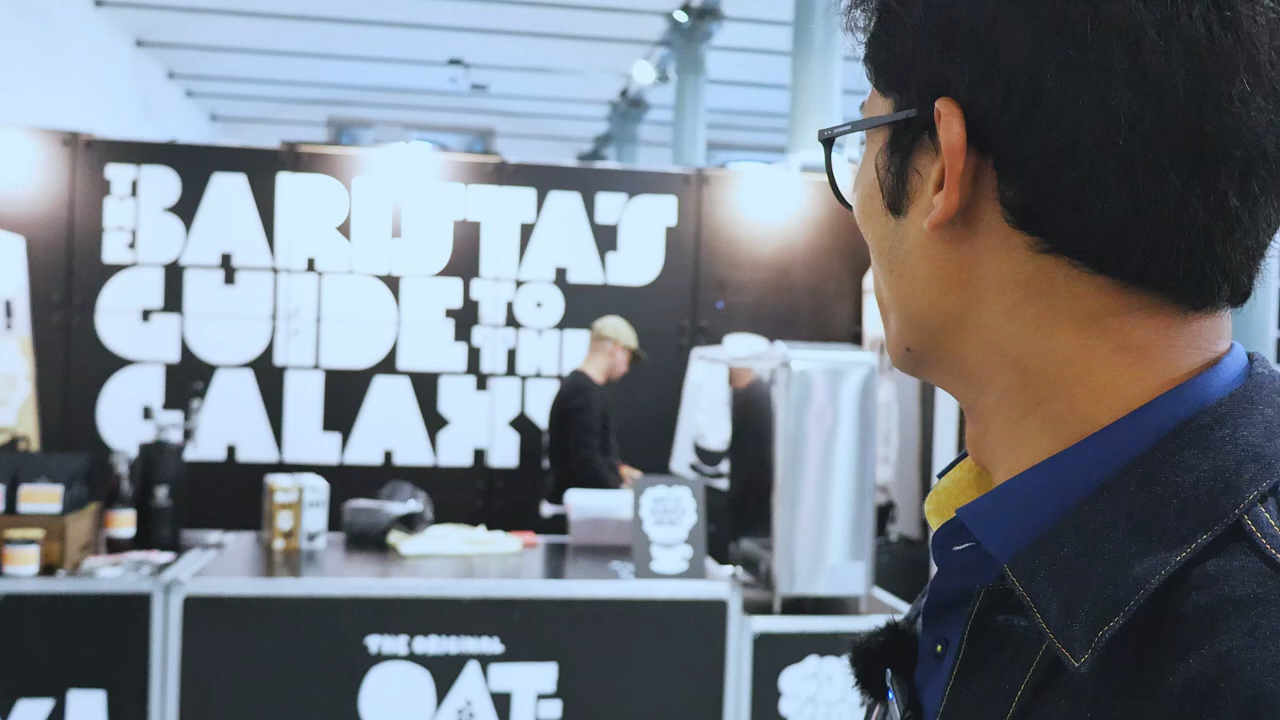 THE BARISTA'S
GUIDE TO THE
GALAXY
THE ORIGINAL
OAT-